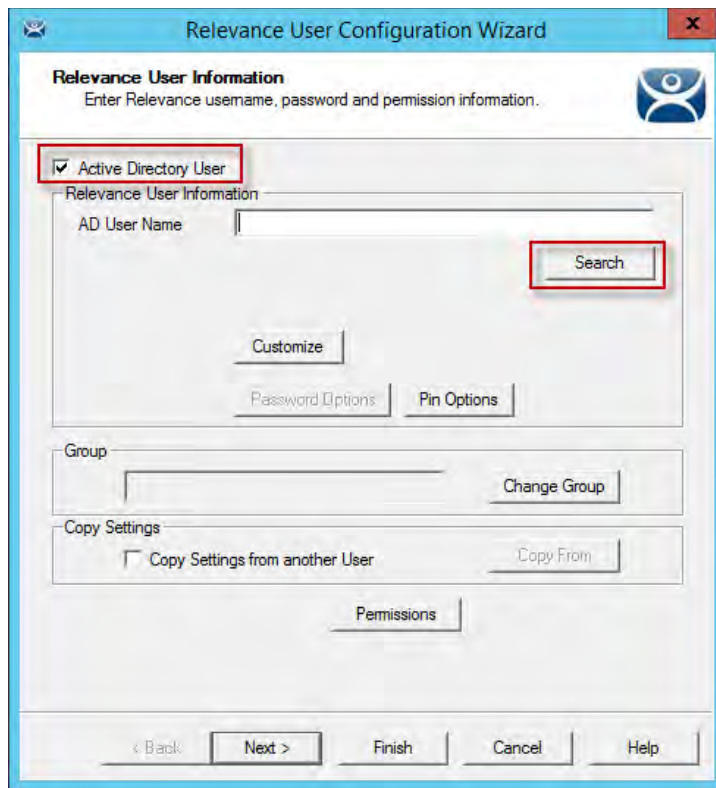 Relevance User Configuration Wizard
x
Relevance User Information
Enter Relevance username, password and permission information.
Active Directory User
Relevance User Information
AD User Name
Search
Customize
Password Options Pin Options
Group
Change Group
Copy Settings
Copy Settings from another User Copy From
Permissions
< Back Next > Finish Cancel Help